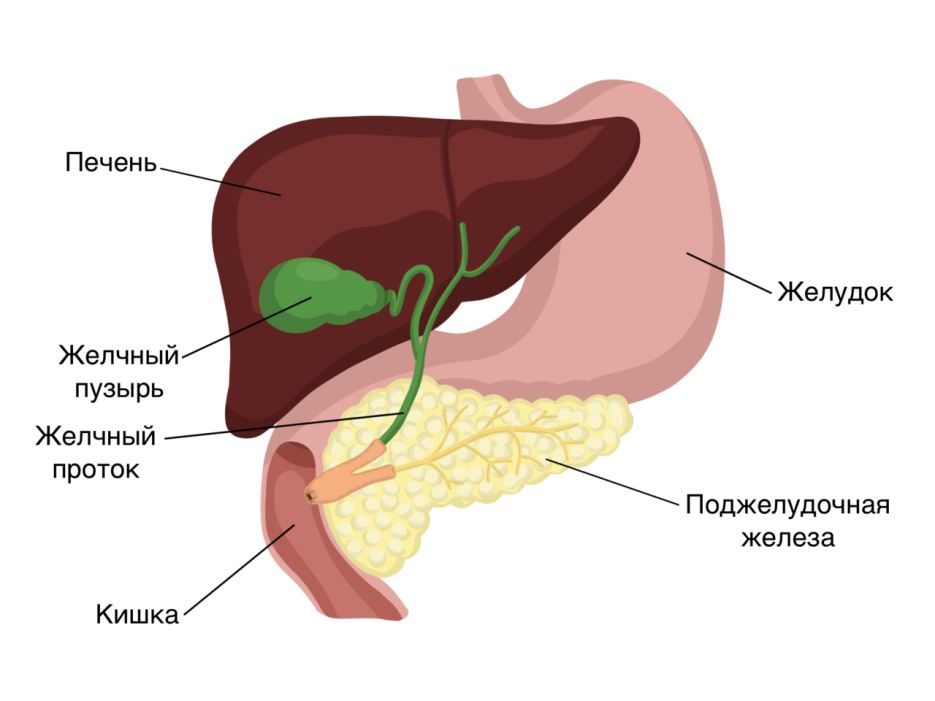 Печень
Желудок
Желчный
пузырь
Желчный
проток
Поджелудочная
железа
Кишка